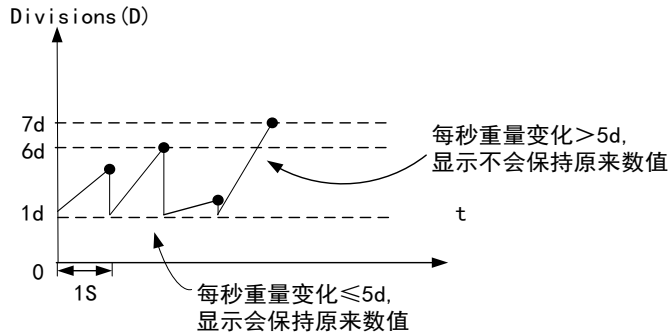 Divisions(D)
7d
6d
每秒重量变化>5d,
显示不会保持原来数值
1d
t
0
1S
每秒重量变化≤5d,
显示会保持原来数值